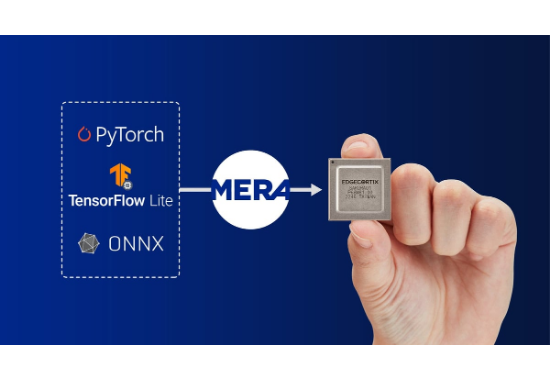 PyTorch
TensorFlow Lite
ONNX
MERA
EDGECORTIX